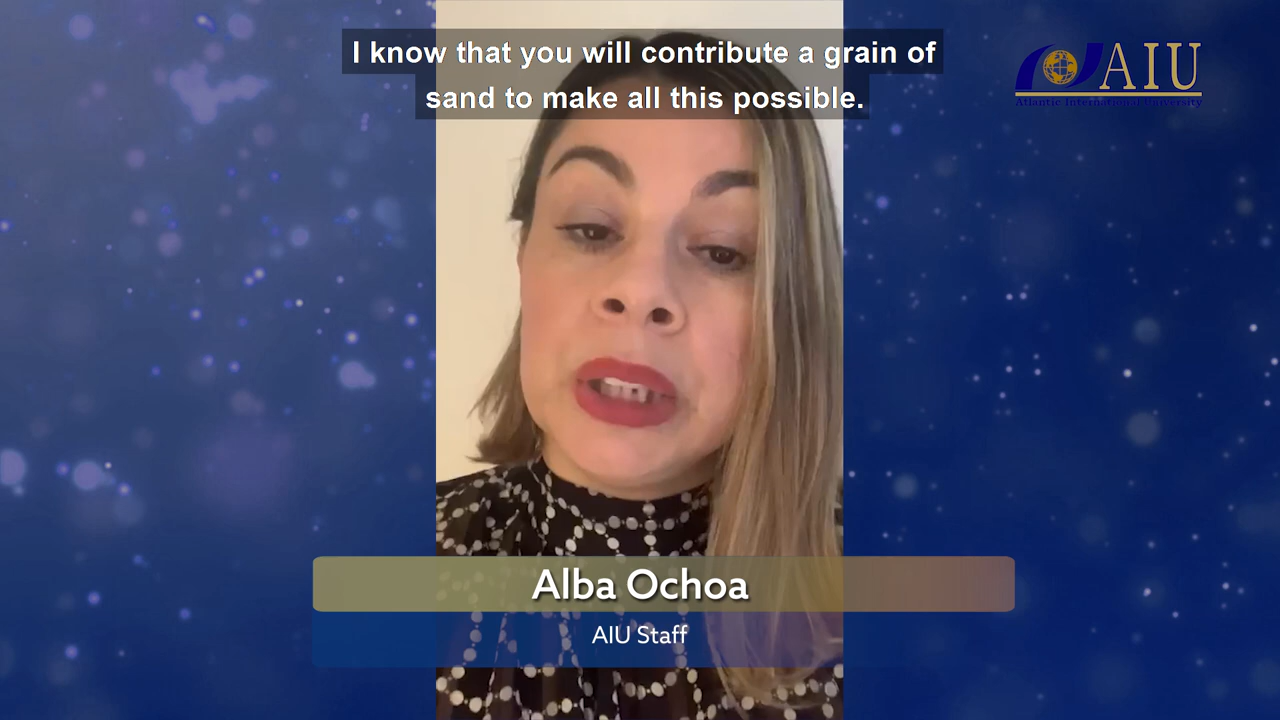 I know that you will contribute a grain of
sand to make all this possible.
AIU
Atlantic International University
Alba Ochoa
AIU Staff